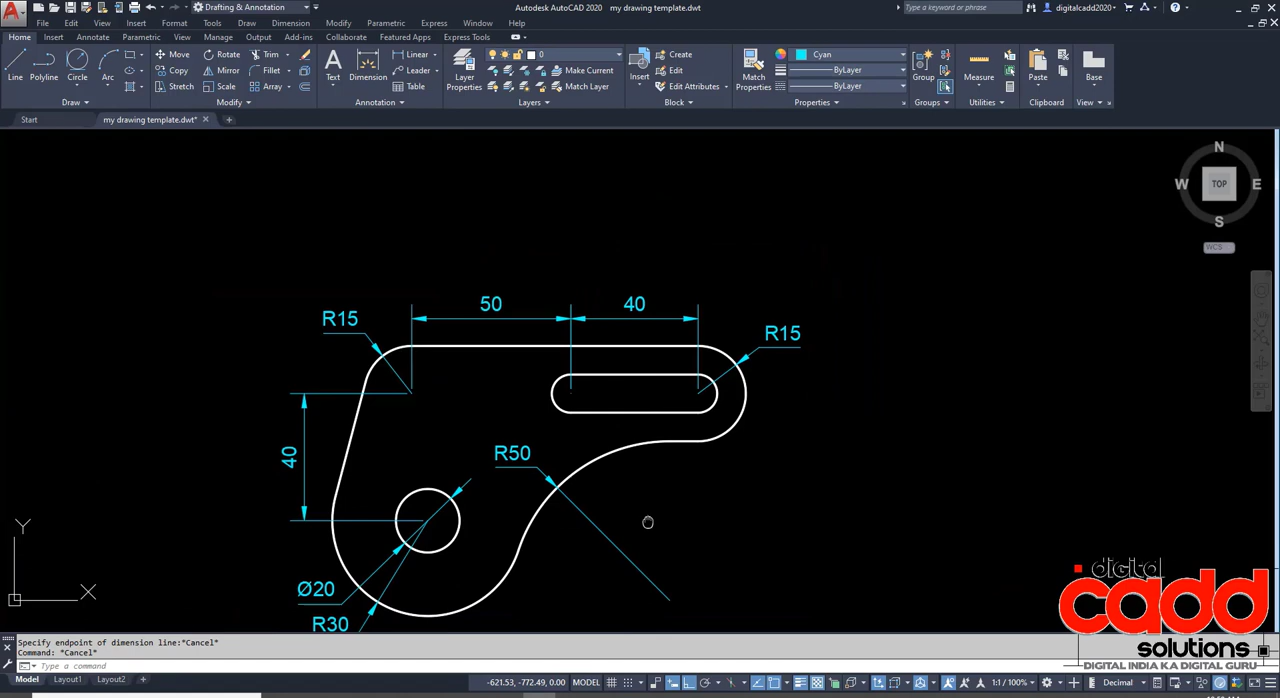 Autodesk AutoCAD 2020 my drawing template.dwt
Type a keyword or phrase
digitalcadd2020
Drafting & Annotation
File Edit View Insert Format Tools Draw Dimension Modify Parametric Express Window Help
Home Insert Annotate Parametric View Manage Output Add-ins Collaborate Featured Apps Express Tools
Line Polyline Circle Arc
Move Rotate Trim
Copy Mirror Fillet
Stretch Scale Array
Text Dimension
Linear
Leader
Table
Layer Properties
0
Make Current
Match Layer
Insert
Create
Edit
Edit Attributes
Match Properties
Cyan
ByLayer
ByLayer
Group
Measure
Paste
Base
Draw Modify Annotation Layers Block Properties Groups Utilities Clipboard View
Start my drawing template.dwt*
N
W TOP E
S
WCS
50 40
R15
R15
40
R50
Ø20
R30
Y
X
digital
cadd
solutions
DIGITAL INDIA KA DIGITAL GURU
Specify endpoint of dimension line:*Cancel*
Command: *Cancel*
Type a command
Model Layout1 Layout2
-621.53, -772.49, 0.00 MODEL
1:1 / 100%
Decimal